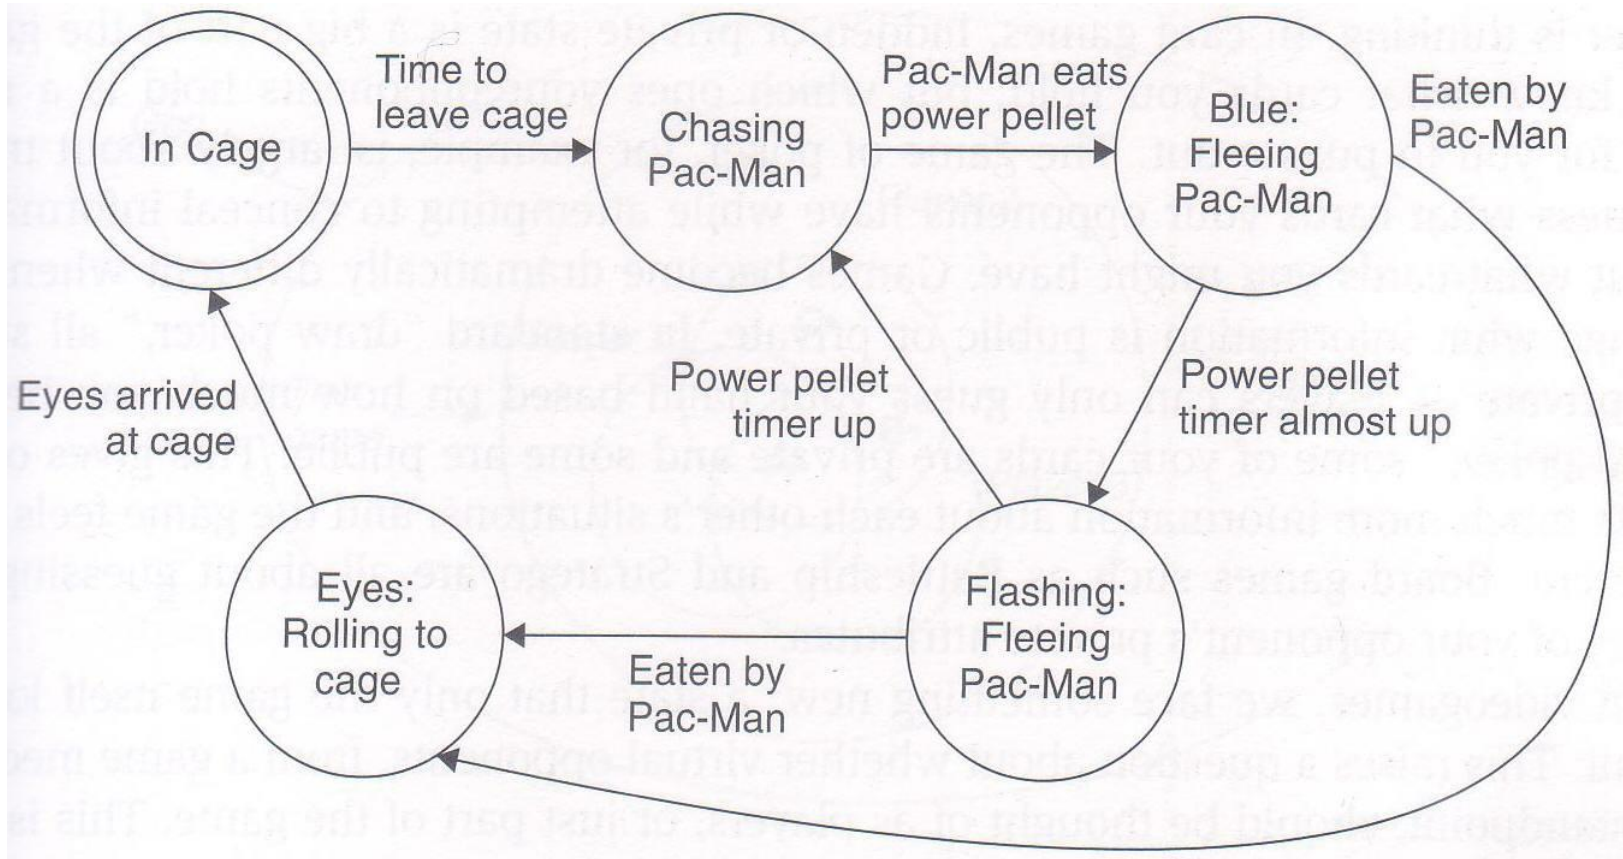 In Cage
Time to
leave cage
Chasing
Pac-Man
Pac-Man eats
power pellet
Blue:
Fleeing
Pac-Man
Eaten by
Pac-Man
Eyes arrived
at cage
Power pellet
timer up
Power pellet
timer almost up
Eyes:
Rolling to
cage
Eaten by
Pac-Man
Flashing:
Fleeing
Pac-Man